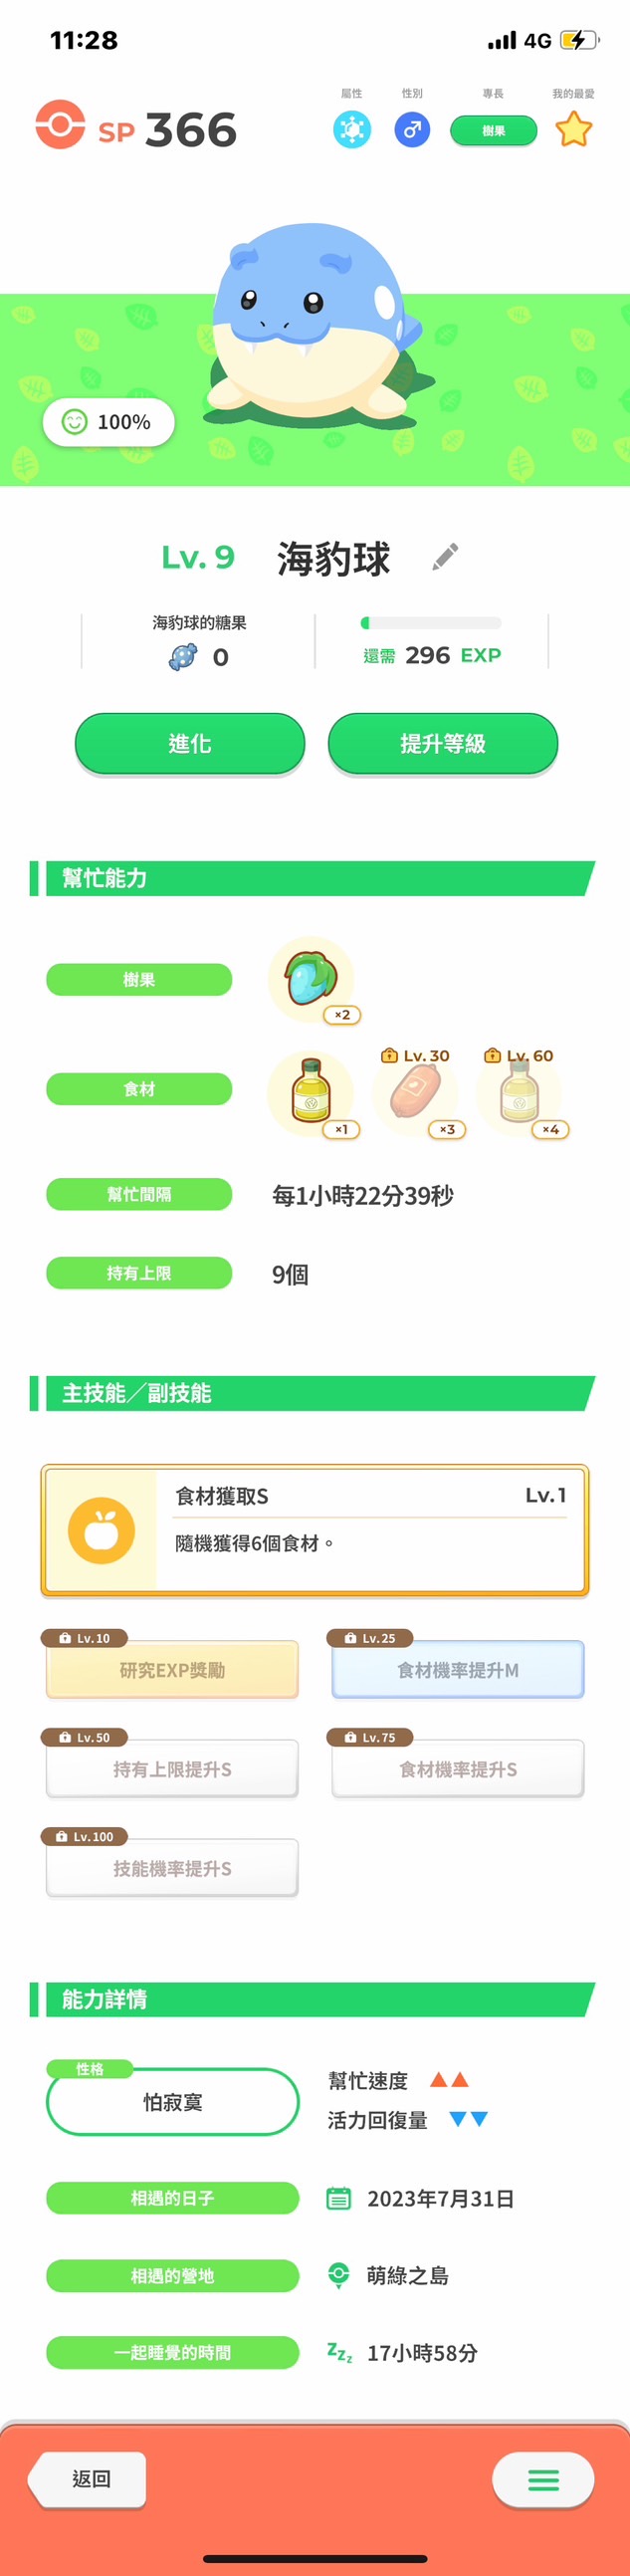 11:28
4G
屬性 性別 專長 我的最愛
SP 366
樹果
100%
Lv. 9 海豹球
海豹球的糖果
0
還需 296 EXP
進化 提升等級
幫忙能力
樹果
×2
食材
Lv. 30 Lv. 60
×1 ×3 ×4
幫忙間隔 每1小時22分39秒
持有上限 9個
主技能／副技能
食材獲取S Lv.1
隨機獲得6個食材。
Lv.10 Lv.25
研究EXP獎勵 食材機率提升M
Lv.50 Lv.75
持有上限提升S 食材機率提升S
Lv.100
技能機率提升S
能力詳情
性格
怕寂寞
幫忙速度
活力回復量
相遇的日子 2023年7月31日
相遇的營地 萌綠之島
一起睡覺的時間 zzz 17小時58分
返回